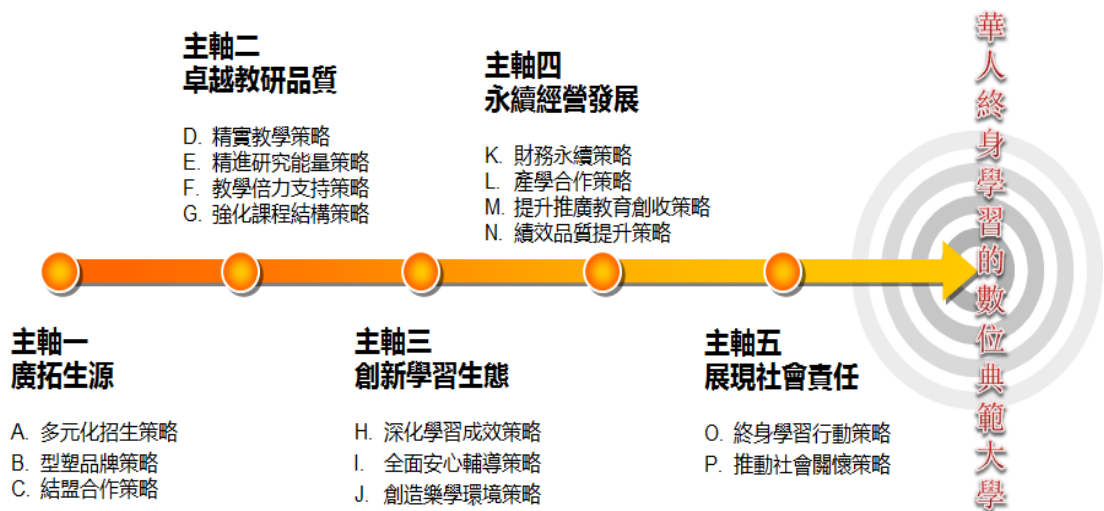 主軸一
廣拓生源
A. 多元化招生策略
B. 型塑品牌策略
C. 結盟合作策略
主軸二
卓越教研品質
D. 精實教學策略
E. 精進研究能量策略
F. 教學倍力支持策略
G. 強化課程結構策略
主軸三
創新學習生態
H. 深化學習成效策略
I. 全面安心輔導策略
J. 創造樂學環境策略
主軸四
永續經營發展
K. 財務永續策略
L. 產學合作策略
M. 提升推廣教育創收策略
N. 績效品質提升策略
主軸五
展現社會責任
O. 終身學習行動策略
P. 推動社會關懷策略
華人終身學習的數位典範大學